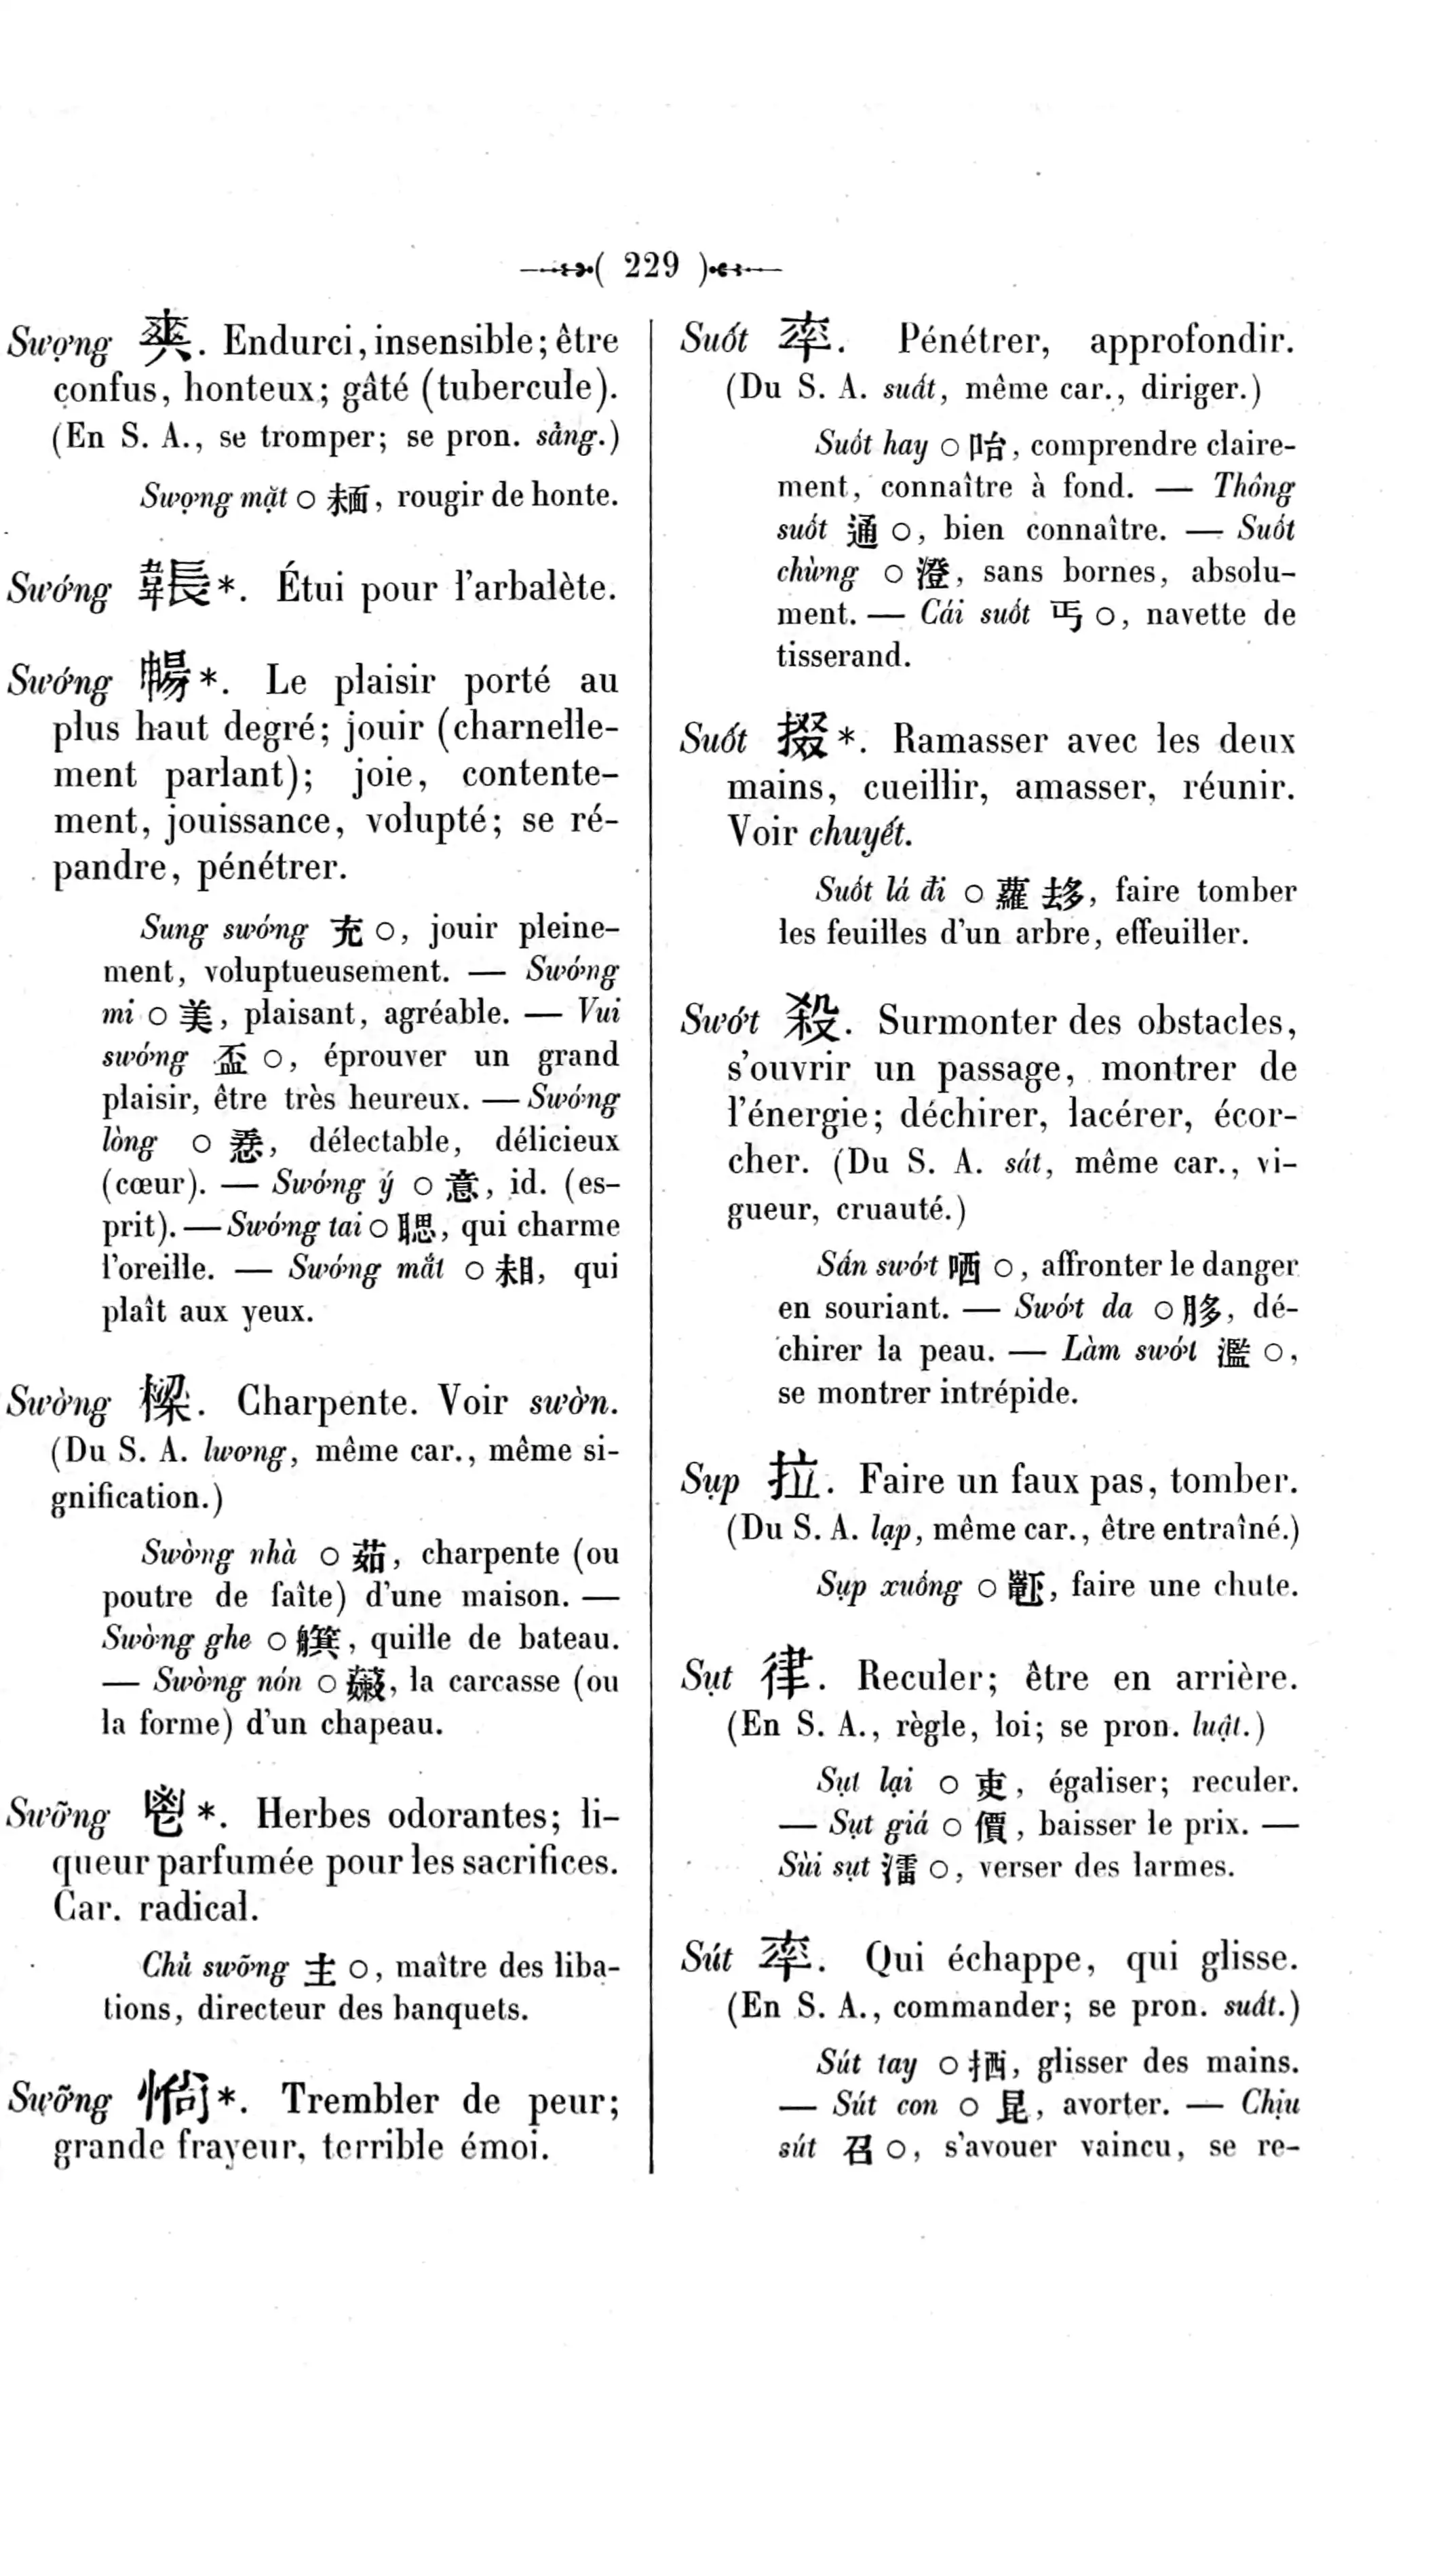 ( 229 )
Sượng 爽. Endurci, insensible; être
confus, honteux; gâté (tubercule).
(En S. A., se tromper; se pron. sảng.)
Sượng mặt ○, rougir de honte.
Sướng 韔*. Étui pour l'arbalète.
Sướng 暢*. Le plaisir porté au
plus haut degré; jouir (charnelle-
ment parlant); joie, contente-
ment, jouissance, volupté; se ré-
pandre, pénétrer.
Sung sướng 充 ○, jouir pleine-
ment, voluptueusement. — Sướng
mi ○ 美, plaisant, agréable. — Vui
sướng 盃 ○, éprouver un grand
plaisir, être très heureux. — Sướng
lòng ○, délectable, délicieux
(cœur). — Sướng ý ○ 意, id. (es-
prit). — Sướng tai ○ 聰, qui charme
l'oreille. — Sướng mắt ○, qui
plaît aux yeux.
Sường 樑. Charpente. Voir sườn.
(Du S. A. lương, même car., même si-
gnification.)
Sường nhà ○ 茹, charpente (ou
poutre de faîte) d'une maison. —
Sường ghe ○, quille de bateau.
— Sường nón ○, la carcasse (ou
la forme) d'un chapeau.
Sưỡng 鬯*. Herbes odorantes; li-
queur parfumée pour les sacrifices.
Car. radical.
Chủ sưỡng 主 ○, maître des liba-
tions, directeur des banquets.
Sưỡng 惝*. Trembler de peur;
grande frayeur, terrible émoi.
Suốt 率. Pénétrer, approfondir.
(Du S. A. suất, même car., diriger.)
Suốt hay ○ 咍, comprendre claire-
ment, connaître à fond. — Thông
suốt 通 ○, bien connaître. — Suốt
chừng ○ 澄, sans bornes, absolu-
ment. — Cái suốt 丐 ○, navette de
tisserand.
Suốt 掇*. Ramasser avec les deux
mains, cueillir, amasser, réunir.
Voir chuyết.
Suốt lá đi ○ 蘿, faire tomber
les feuilles d'un arbre, effeuiller.
Sướt 殺. Surmonter des obstacles,
s'ouvrir un passage, montrer de
l'énergie; déchirer, lacérer, écor-
cher. (Du S. A. sát, même car., vi-
gueur, cruauté.)
Sấn sướt 哂 ○, affronter le danger
en souriant. — Sướt da ○, dé-
chirer la peau. — Làm sướt 濫 ○,
se montrer intrépide.
Sụp 拉. Faire un faux pas, tomber.
(Du S. A. lạp, même car., être entraîné.)
Sụp xuống ○, faire une chute.
Sụt 律. Reculer; être en arrière.
(En S. A., règle, loi; se pron. luật.)
Sụt lại ○ 吏, égaliser; reculer.
— Sụt giá ○ 價, baisser le prix. —
Sùi sụt ○, verser des larmes.
Sút 率. Qui échappe, qui glisse.
(En S. A., commander; se pron. suất.)
Sút tay ○, glisser des mains.
— Sút con ○ 昆, avorter. — Chịu
sút 召 ○, s'avouer vaincu, se re-